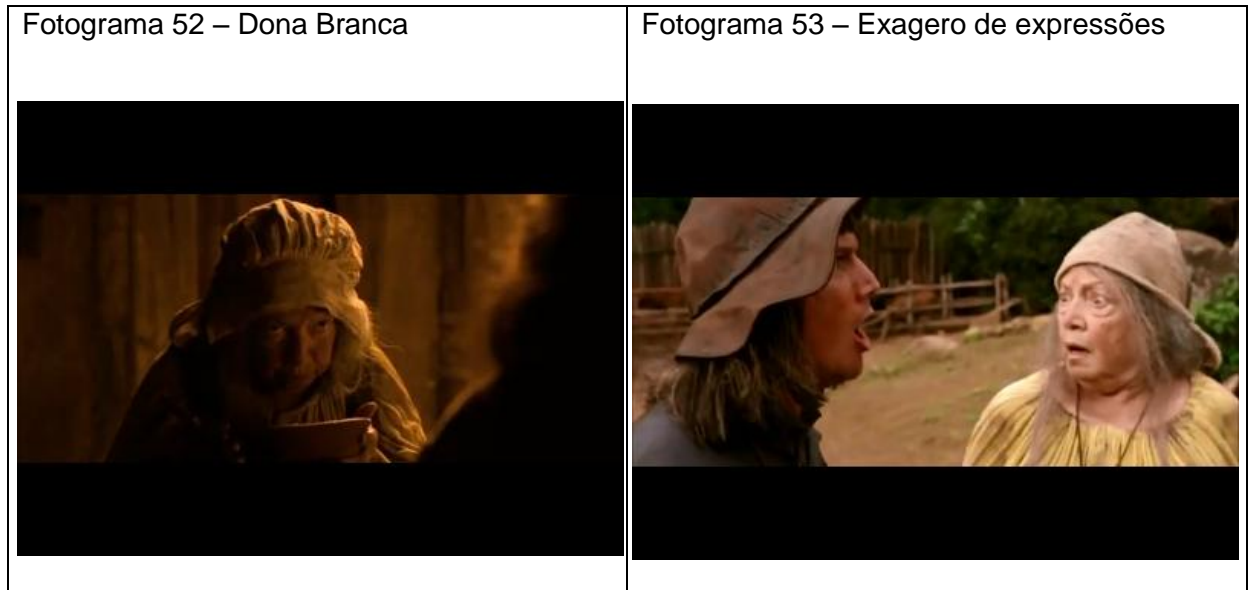 Fotograma 52 – Dona Branca
Fotograma 53 – Exagero de expressões